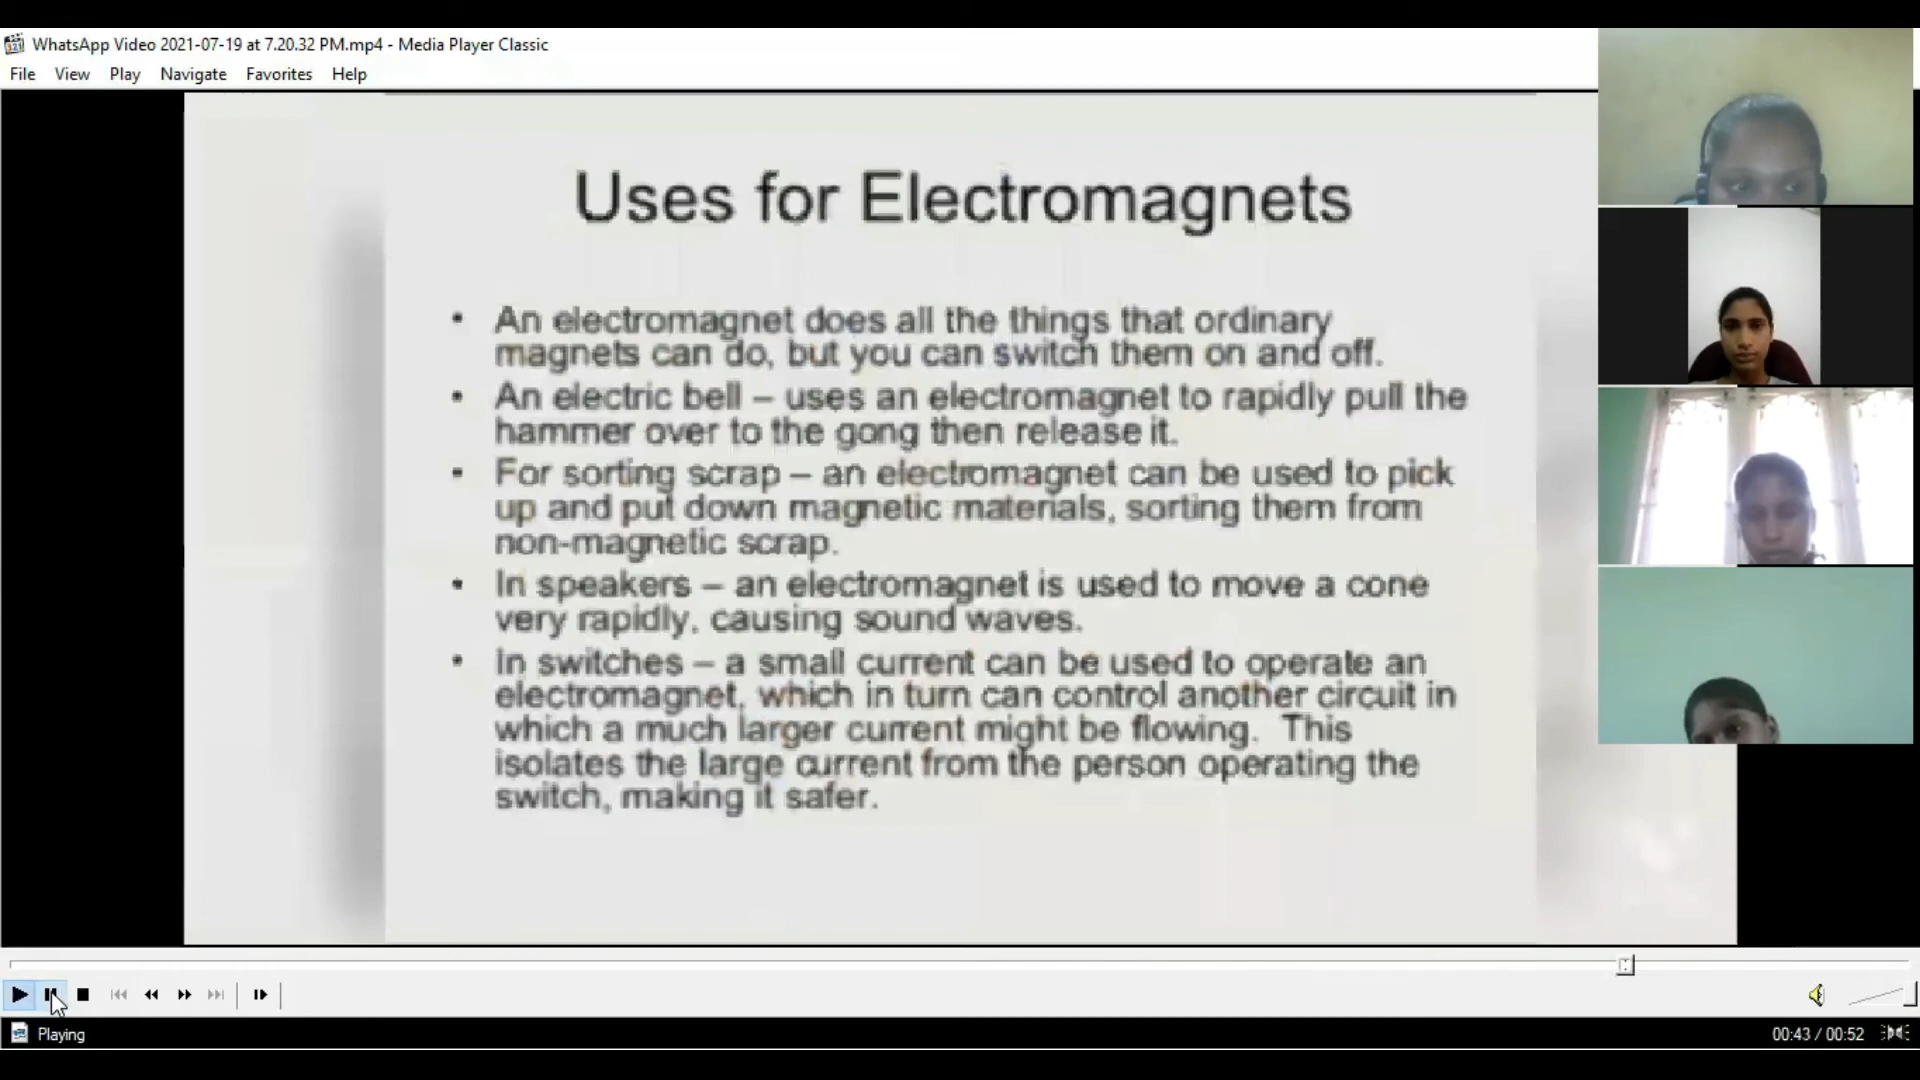 WhatsApp Video 2021-07-19 at 7.20.32 PM.mp4 - Media Player Classic
File View Play Navigate Favorites Help
Uses for Electromagnets
• An electromagnet does all the things that ordinary
magnets can do, but you can switch them on and off.
• An electric bell – uses an electromagnet to rapidly pull the
hammer over to the gong then release it.
• For sorting scrap – an electromagnet can be used to pick
up and put down magnetic materials, sorting them from
non-magnetic scrap.
• In speakers – an electromagnet is used to move a cone
very rapidly, causing sound waves.
• In switches – a small current can be used to operate an
electromagnet, which in turn can control another circuit in
which a much larger current might be flowing. This
isolates the large current from the person operating the
switch, making it safer.
Playing
00:43 / 00:52